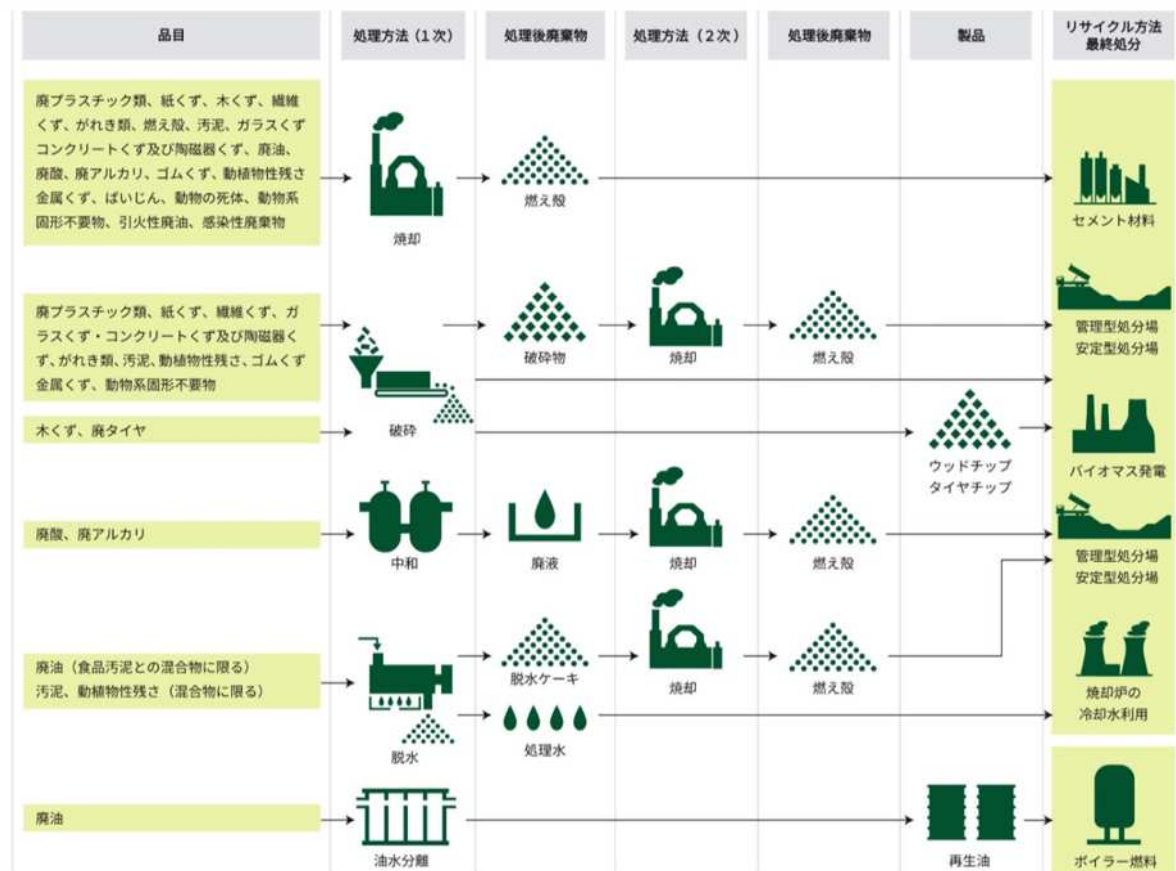 品目
処理方法（1次）
処理後廃棄物
処理方法（2次）
処理後廃棄物
製品
リサイクル方法
最終処分
廃プラスチック類、紙くず、木くず、繊維
くず、がれき類、燃え殻、汚泥、ガラスくず
コンクリートくず及び陶磁器くず、廃油、
廃酸、廃アルカリ、ゴムくず、動植物性残さ
金属くず、ばいじん、動物の死体、動物系
固形不要物、引火性廃油、感染性廃棄物
焼却
燃え殻
セメント材料
廃プラスチック類、紙くず、繊維くず、ガ
ラスくず・コンクリートくず及び陶磁器く
ず、がれき類、汚泥、動植物性残さ、ゴムくず
金属くず、動物系固形不要物
破砕物
焼却
燃え殻
管理型処分場
安定型処分場
木くず、廃タイヤ
破砕
ウッドチップ
タイヤチップ
バイオマス発電
廃酸、廃アルカリ
中和
廃液
焼却
燃え殻
管理型処分場
安定型処分場
廃油（食品汚泥との混合物に限る）
汚泥、動植物性残さ（混合物に限る）
脱水
脱水ケーキ
焼却
燃え殻
処理水
焼却炉の
冷却水利用
廃油
油水分離
再生油
ボイラー燃料